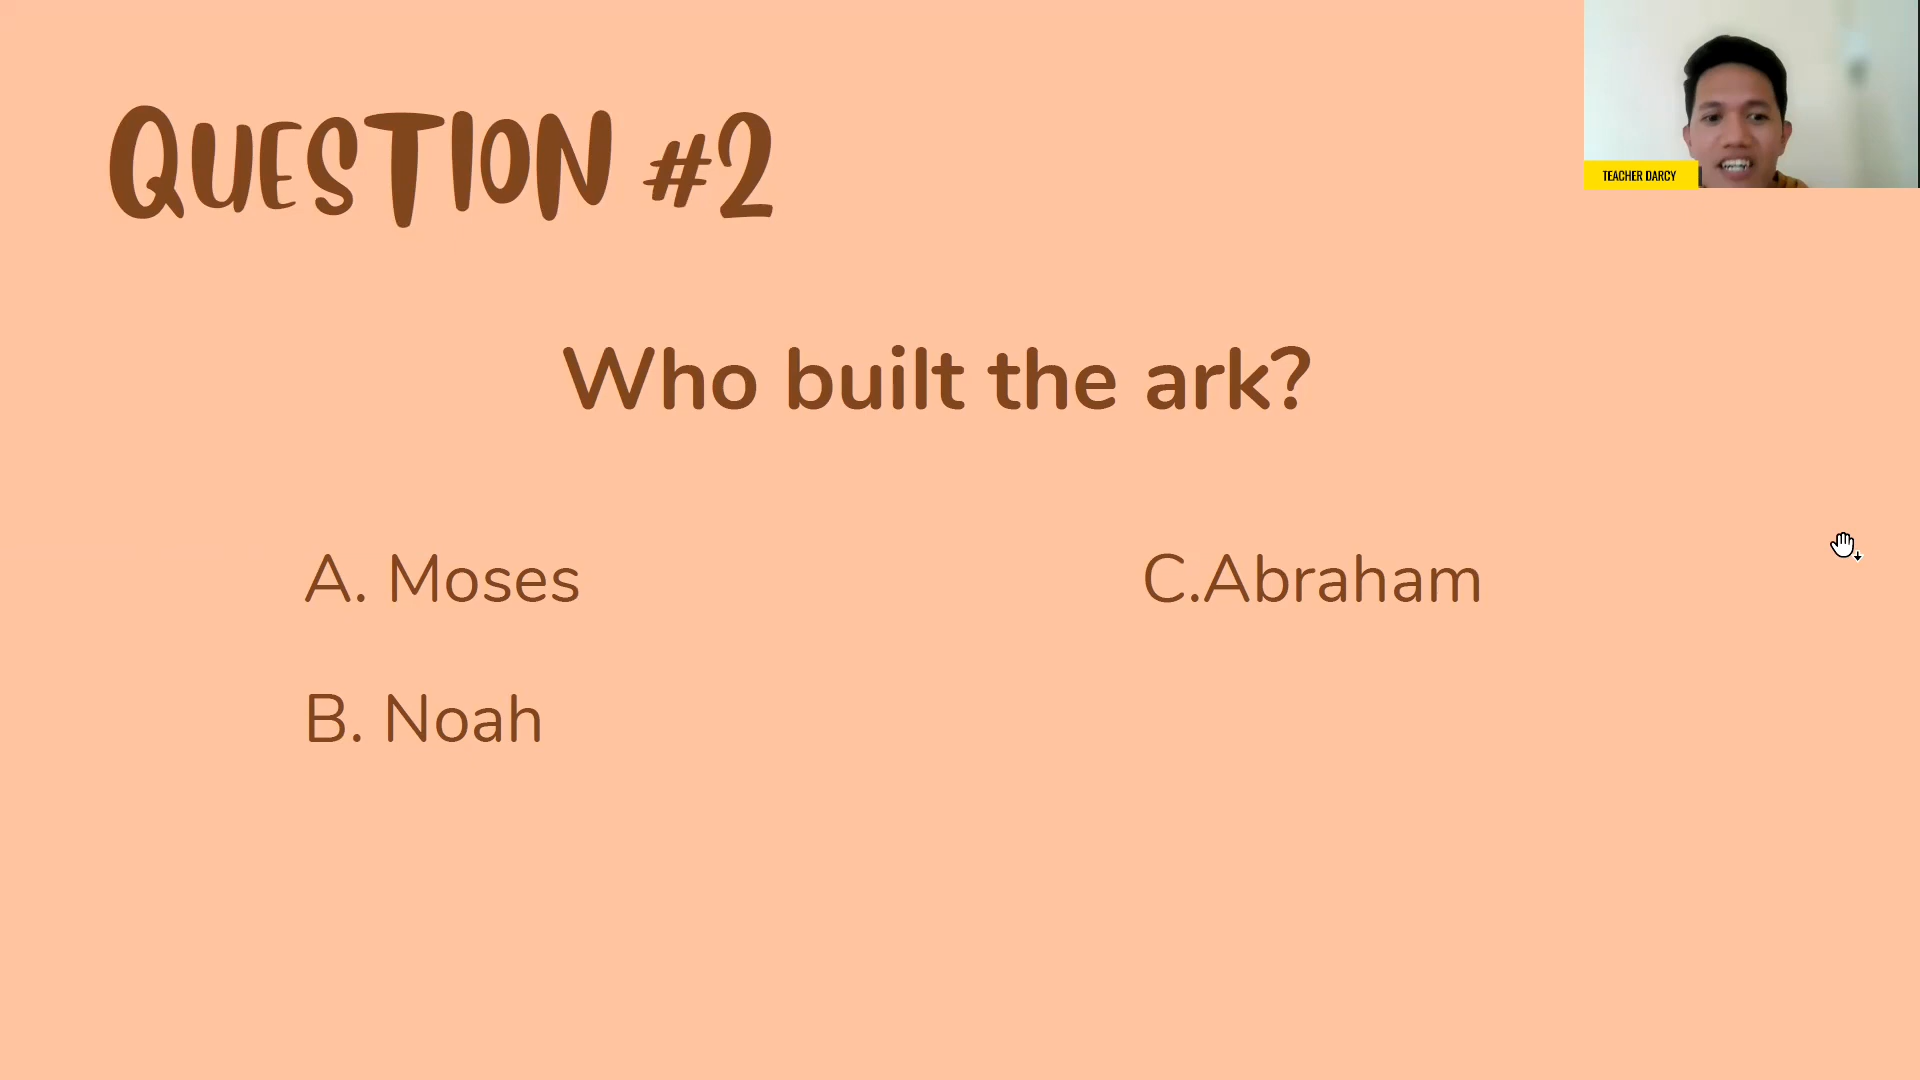 QUESTION #2
TEACHER DARCY
Who built the ark?
A. Moses
B. Noah
C.Abraham